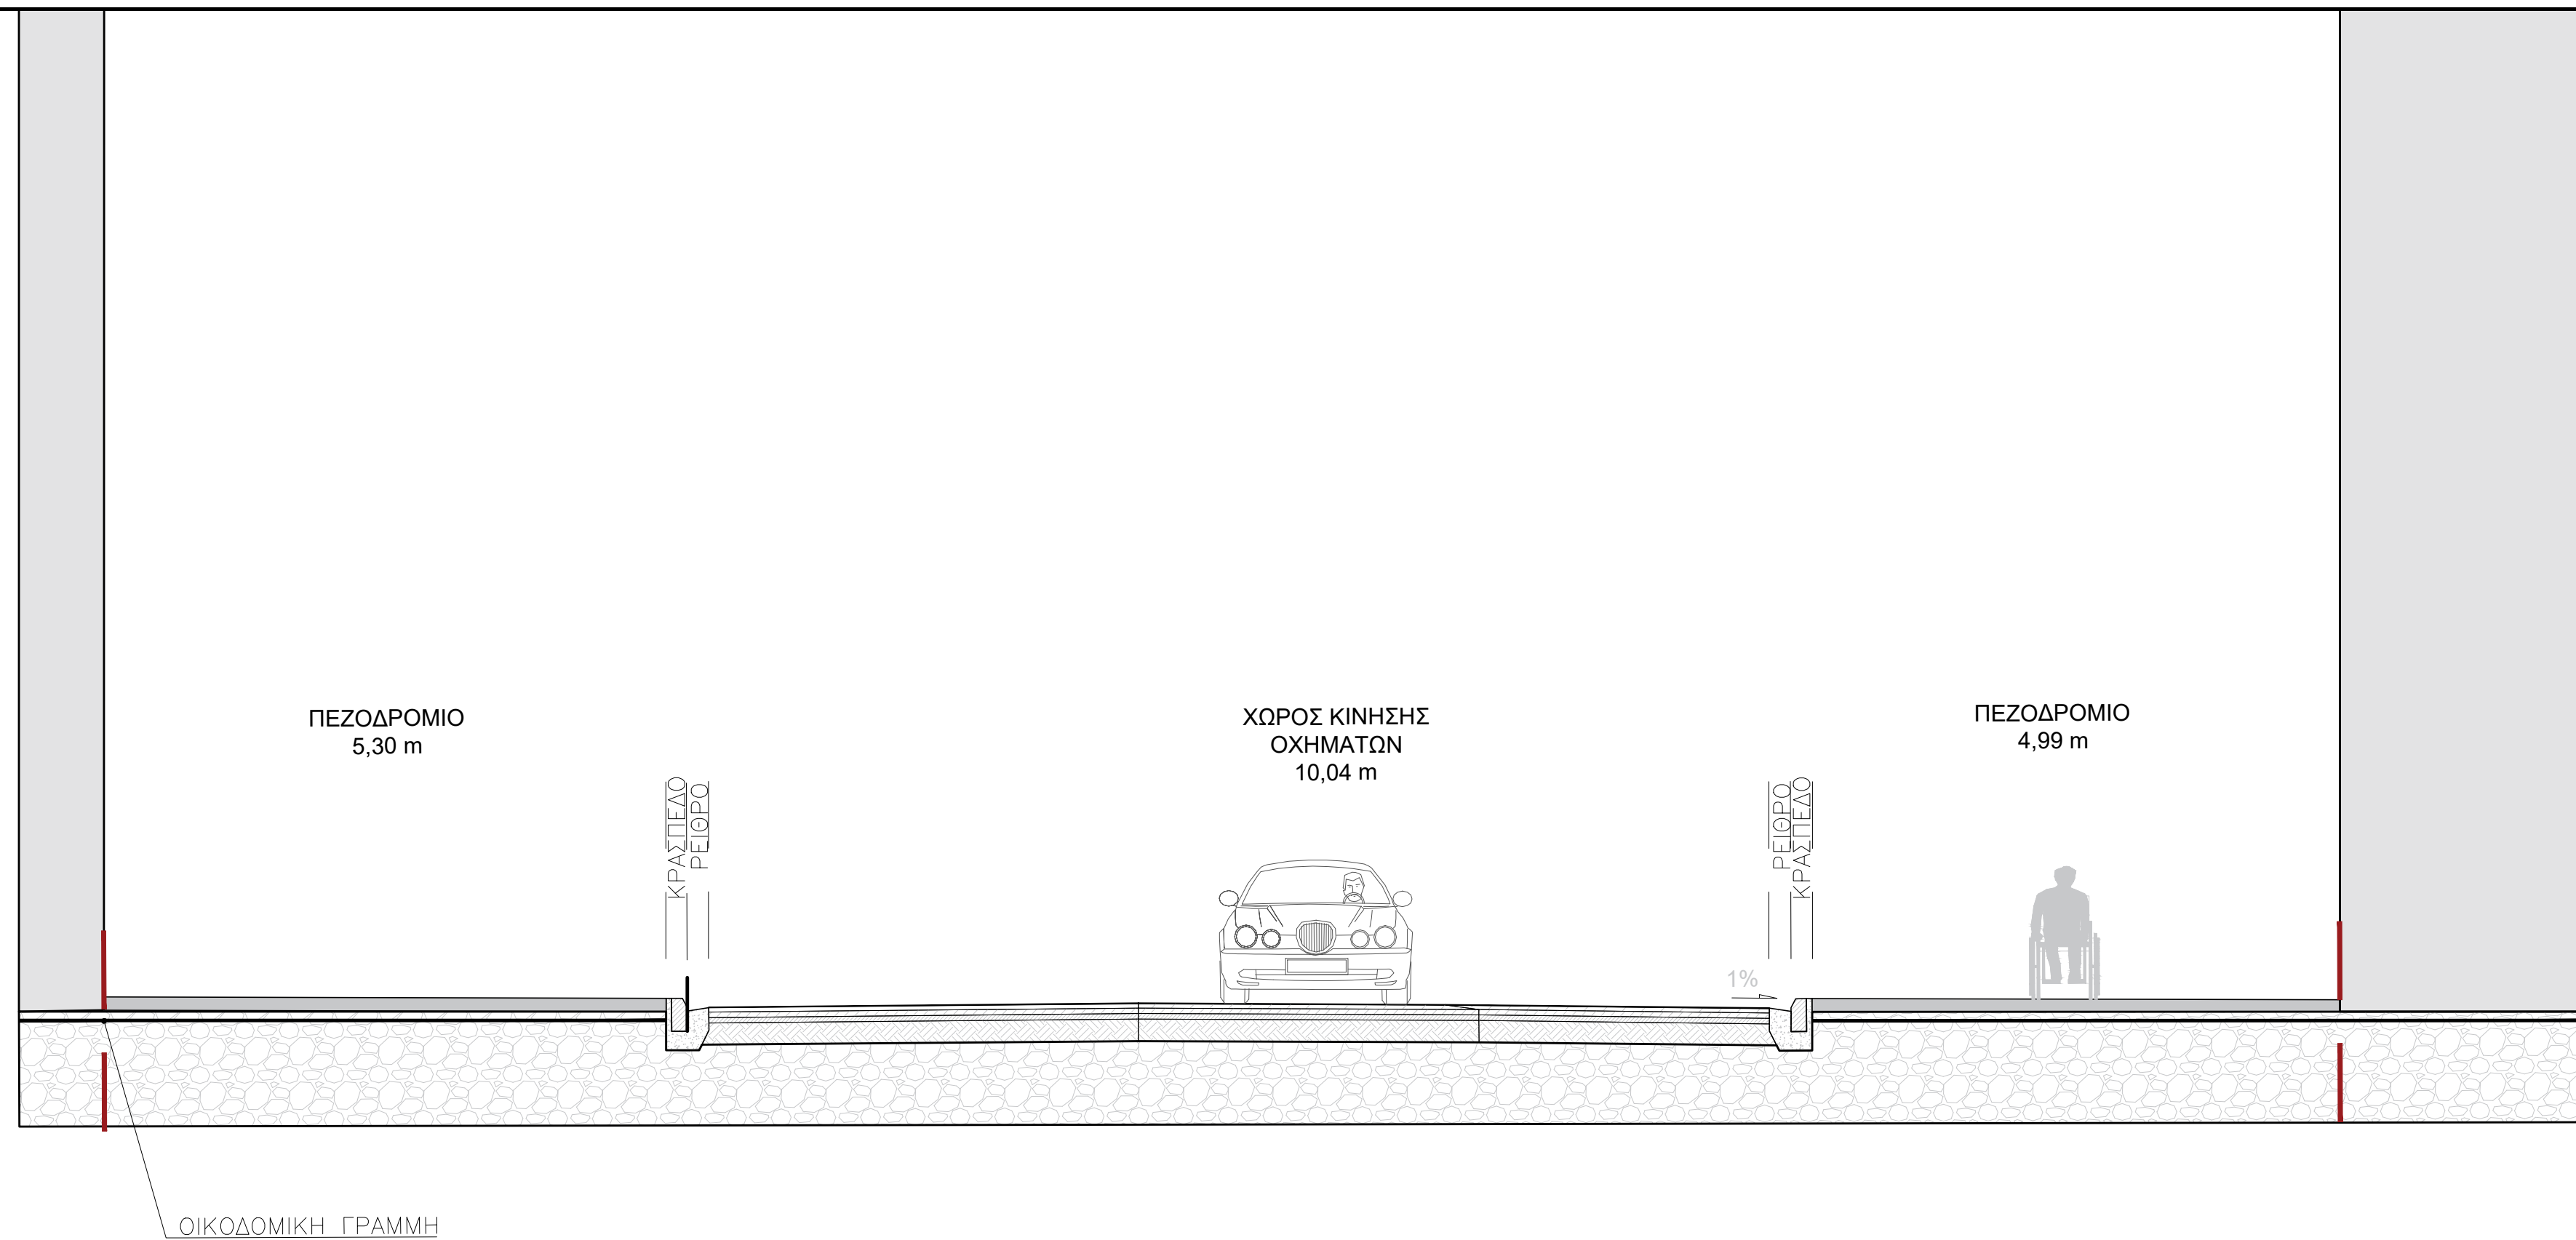 ΠΕΖΟΔΡΟΜΙΟ
5,30 m
ΧΩΡΟΣ ΚΙΝΗΣΗΣ
ΟΧΗΜΑΤΩΝ
10,04 m
ΠΕΖΟΔΡΟΜΙΟ
4,99 m
ΚΡΑΣΠΕΔΟ
ΡΕΙΘΡΟ
ΡΕΙΘΡΟ
ΚΡΑΣΠΕΔΟ
1%
ΟΙΚΟΔΟΜΙΚΗ ΓΡΑΜΜΗ